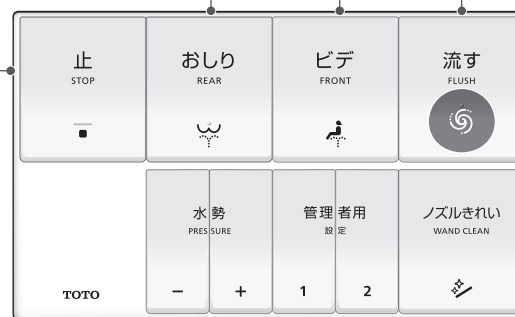 止
STOP
おしり
REAR
ビデ
FRONT
流す
FLUSH
水勢
PRESSURE
− +
管理者用
設定
1 2
ノズルきれい
WAND CLEAN
TOTO